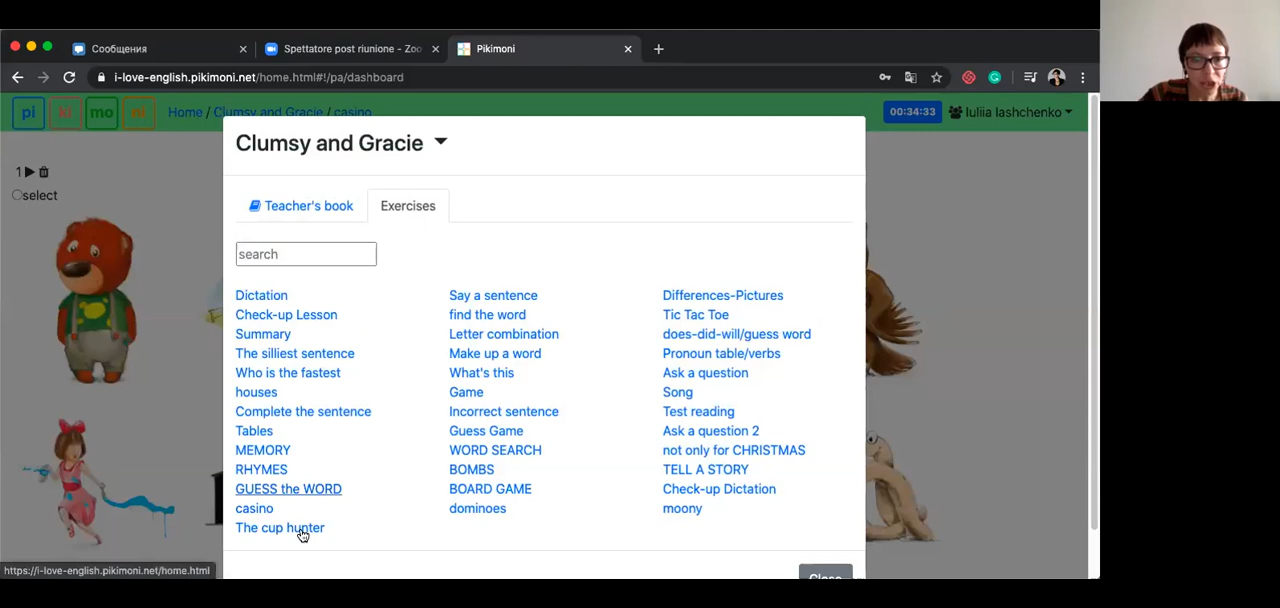 Сообщения
Spettatore post riunione - Zoo
Pikimoni
i-love-english.pikimoni.net/home.html#!/pa/dashboard
pi ki mo ni Home / Clumsy and Gracie / casino 00:34:33 Iuliia Iashchenko
Clumsy and Gracie
1
select
Teacher's book
Exercises
search
Dictation Say a sentence Differences-Pictures
Check-up Lesson find the word Tic Tac Toe
Summary Letter combination does-did-will/guess word
The silliest sentence Make up a word Pronoun table/verbs
Who is the fastest What's this Ask a question
houses Game Song
Complete the sentence Incorrect sentence Test reading
Tables Guess Game Ask a question 2
MEMORY WORD SEARCH not only for CHRISTMAS
RHYMES BOMBS TELL A STORY
GUESS the WORD BOARD GAME Check-up Dictation
casino dominoes moony
The cup hunter
https://i-love-english.pikimoni.net/home.html
Close